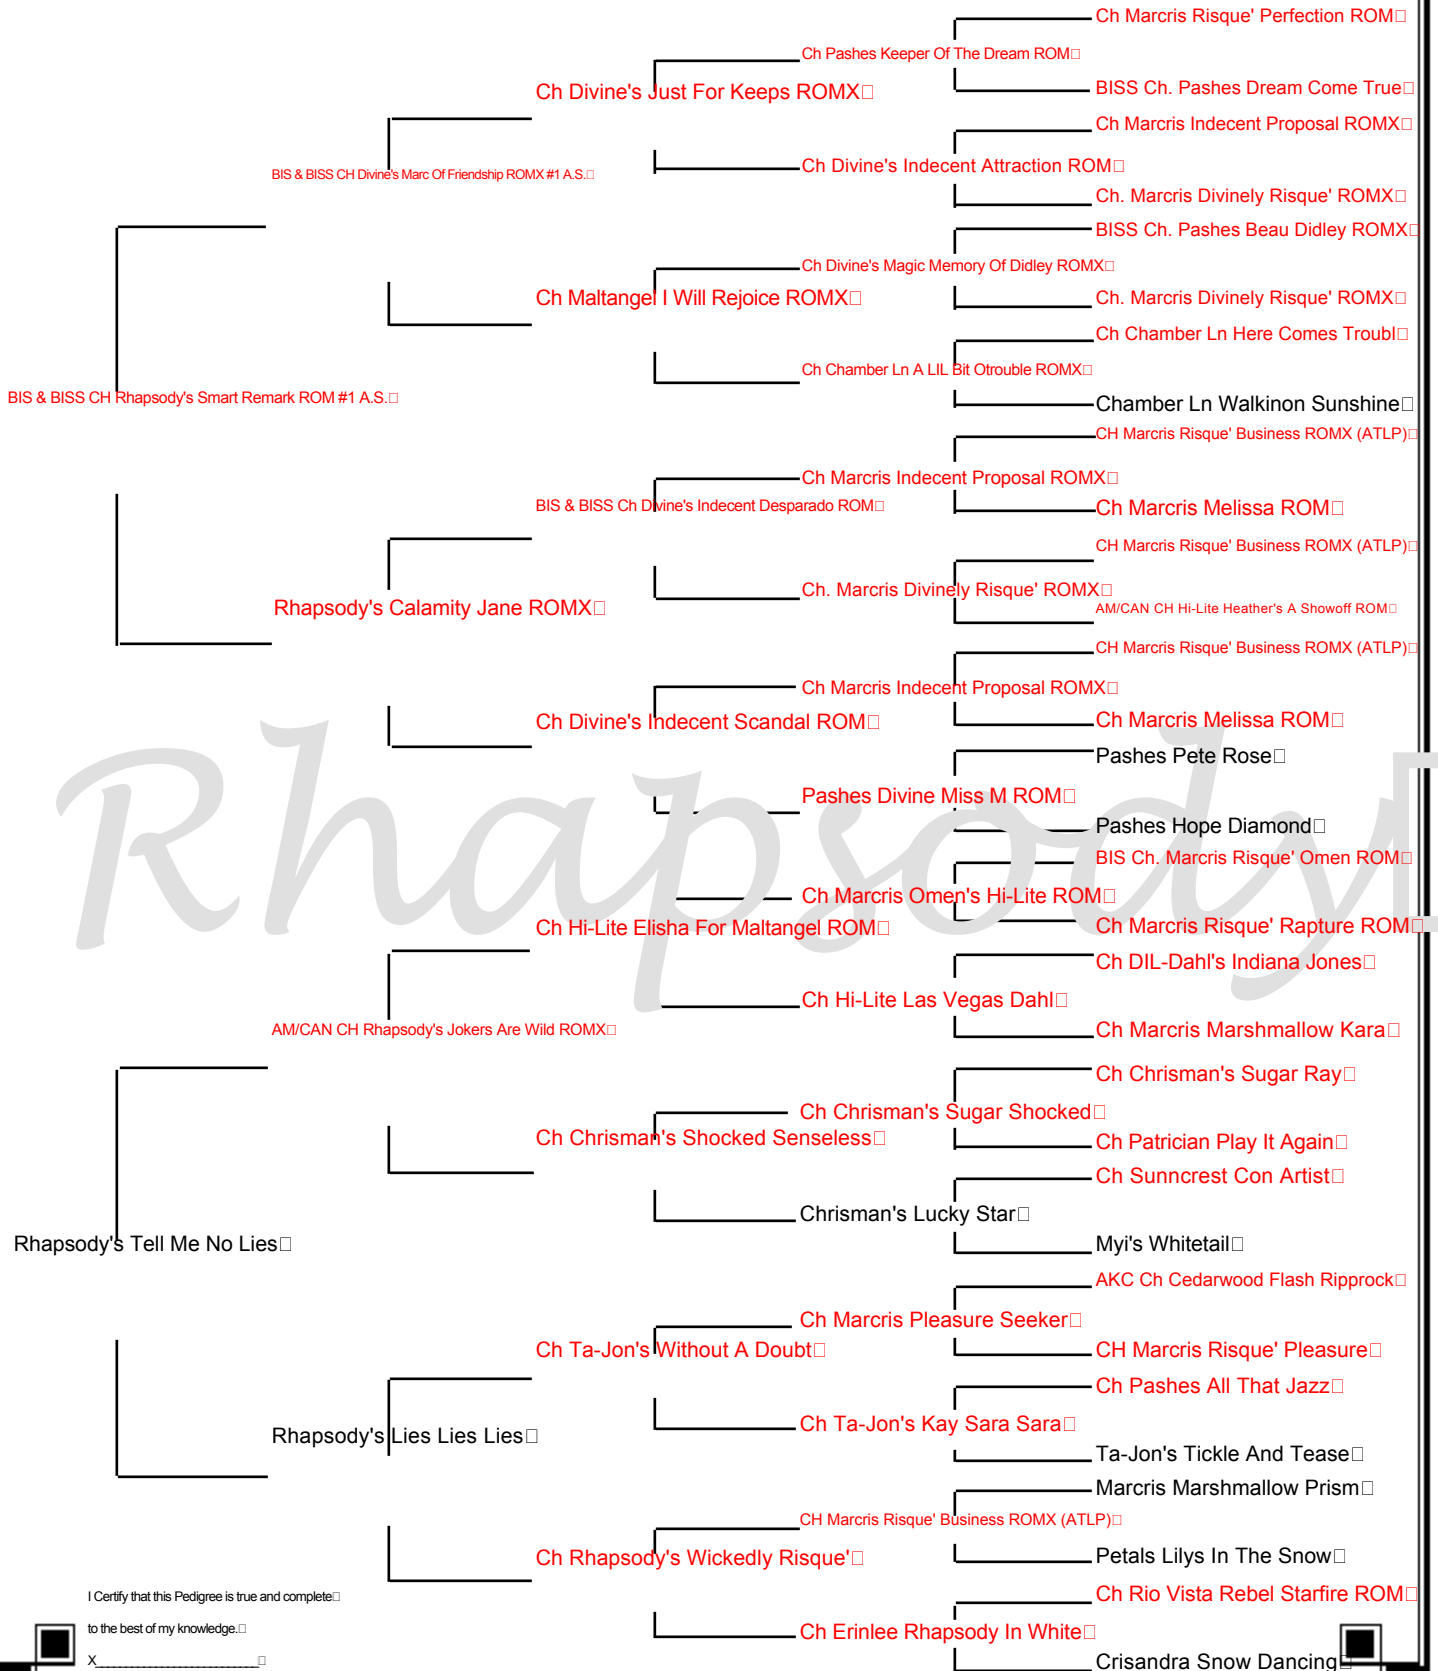 Ch Marcris Risque' Perfection ROM
Ch Pashes Keeper Of The Dream ROM
Ch Divine's Just For Keeps ROMX
BISS Ch. Pashes Dream Come True
Ch Marcris Indecent Proposal ROMX
Ch Divine's Indecent Attraction ROM
BIS & BISS CH Divine's Marc Of Friendship ROMX #1 A.S.
Ch. Marcris Divinely Risque' ROMX
BISS Ch. Pashes Beau Didley ROMX
Ch Divine's Magic Memory Of Didley ROMX
Ch Maltangel I Will Rejoice ROMX
Ch. Marcris Divinely Risque' ROMX
Ch Chamber Ln Here Comes Troubl
Ch Chamber Ln A LIL Bit Otrouble ROMX
BIS & BISS CH Rhapsody's Smart Remark ROM #1 A.S.
Chamber Ln Walkinon Sunshine
CH Marcris Risque' Business ROMX (ATLP)
Ch Marcris Indecent Proposal ROMX
BIS & BISS Ch Divine's Indecent Desparado ROM
Ch Marcris Melissa ROM
CH Marcris Risque' Business ROMX (ATLP)
Ch. Marcris Divinely Risque' ROMX
Rhapsody's Calamity Jane ROMX
AM/CAN CH Hi-Lite Heather's A Showoff ROM
CH Marcris Risque' Business ROMX (ATLP)
Ch Marcris Indecent Proposal ROMX
Ch Divine's Indecent Scandal ROM
Ch Marcris Melissa ROM
Pashes Pete Rose
Pashes Divine Miss M ROM
Pashes Hope Diamond
Rhapsody
BIS Ch. Marcris Risque' Omen ROM
Ch Marcris Omen's Hi-Lite ROM
Ch Hi-Lite Elisha For Maltangel ROM
Ch Marcris Risque' Rapture ROM
Ch DIL-Dahl's Indiana Jones
Ch Hi-Lite Las Vegas Dahl
AM/CAN CH Rhapsody's Jokers Are Wild ROMX
Ch Marcris Marshmallow Kara
Ch Chrisman's Sugar Ray
Ch Chrisman's Sugar Shocked
Ch Chrisman's Shocked Senseless
Ch Patrician Play It Again
Ch Sunncrest Con Artist
Chrisman's Lucky Star
Rhapsody's Tell Me No Lies
Myi's Whitetail
AKC Ch Cedarwood Flash Ripprock
Ch Marcris Pleasure Seeker
Ch Ta-Jon's Without A Doubt
CH Marcris Risque' Pleasure
Ch Pashes All That Jazz
Ch Ta-Jon's Kay Sara Sara
Rhapsody's Lies Lies Lies
Ta-Jon's Tickle And Tease
Marcris Marshmallow Prism
CH Marcris Risque' Business ROMX (ATLP)
Ch Rhapsody's Wickedly Risque'
Petals Lilys In The Snow
Ch Rio Vista Rebel Starfire ROM
Ch Erinlee Rhapsody In White
Crisandra Snow Dancing
I Certify that this Pedigree is true and complete
to the best of my knowledge.
X___________________________